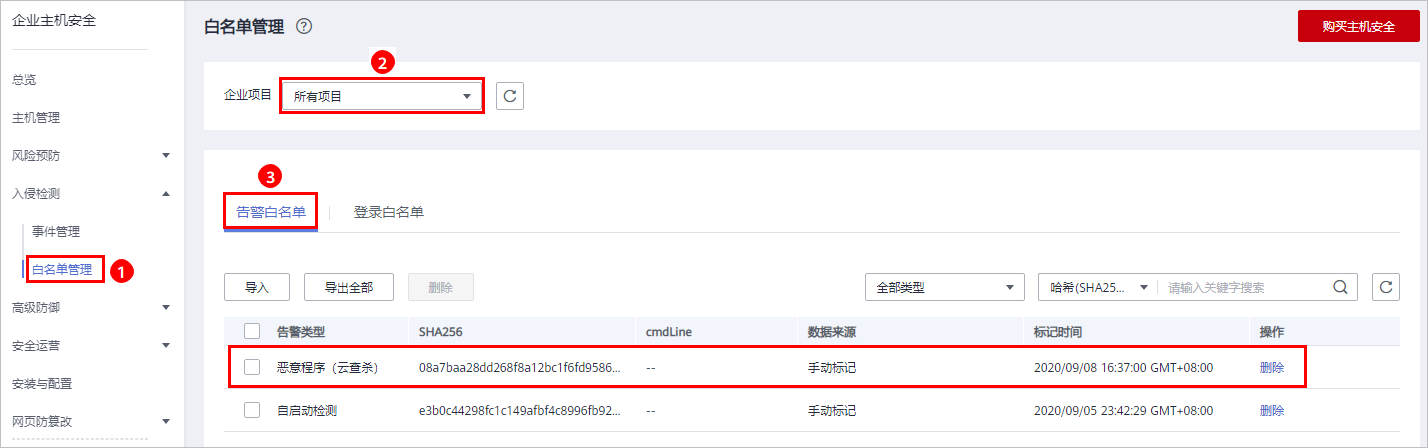 企业主机安全
总览
主机管理
风险预防
入侵检测
事件管理
白名单管理 1
高级防御
安全运营
安装与配置
网页防篡改
白名单管理 ?
购买主机安全
2
企业项目 所有项目
3
告警白名单 登录白名单
导入 导出全部 删除 全部类型 哈希(SHA25... 请输入关键字搜索
告警类型 SHA256 cmdLine 数据来源 标记时间 操作
恶意程序（云查杀） 08a7baa28dd268f8a12bc1f6fd9586... -- 手动标记 2020/09/08 16:37:00 GMT+08:00 删除
自启动检测 e3b0c44298fc1c149afbf4c8996fb92... -- 手动标记 2020/09/05 23:42:29 GMT+08:00 删除